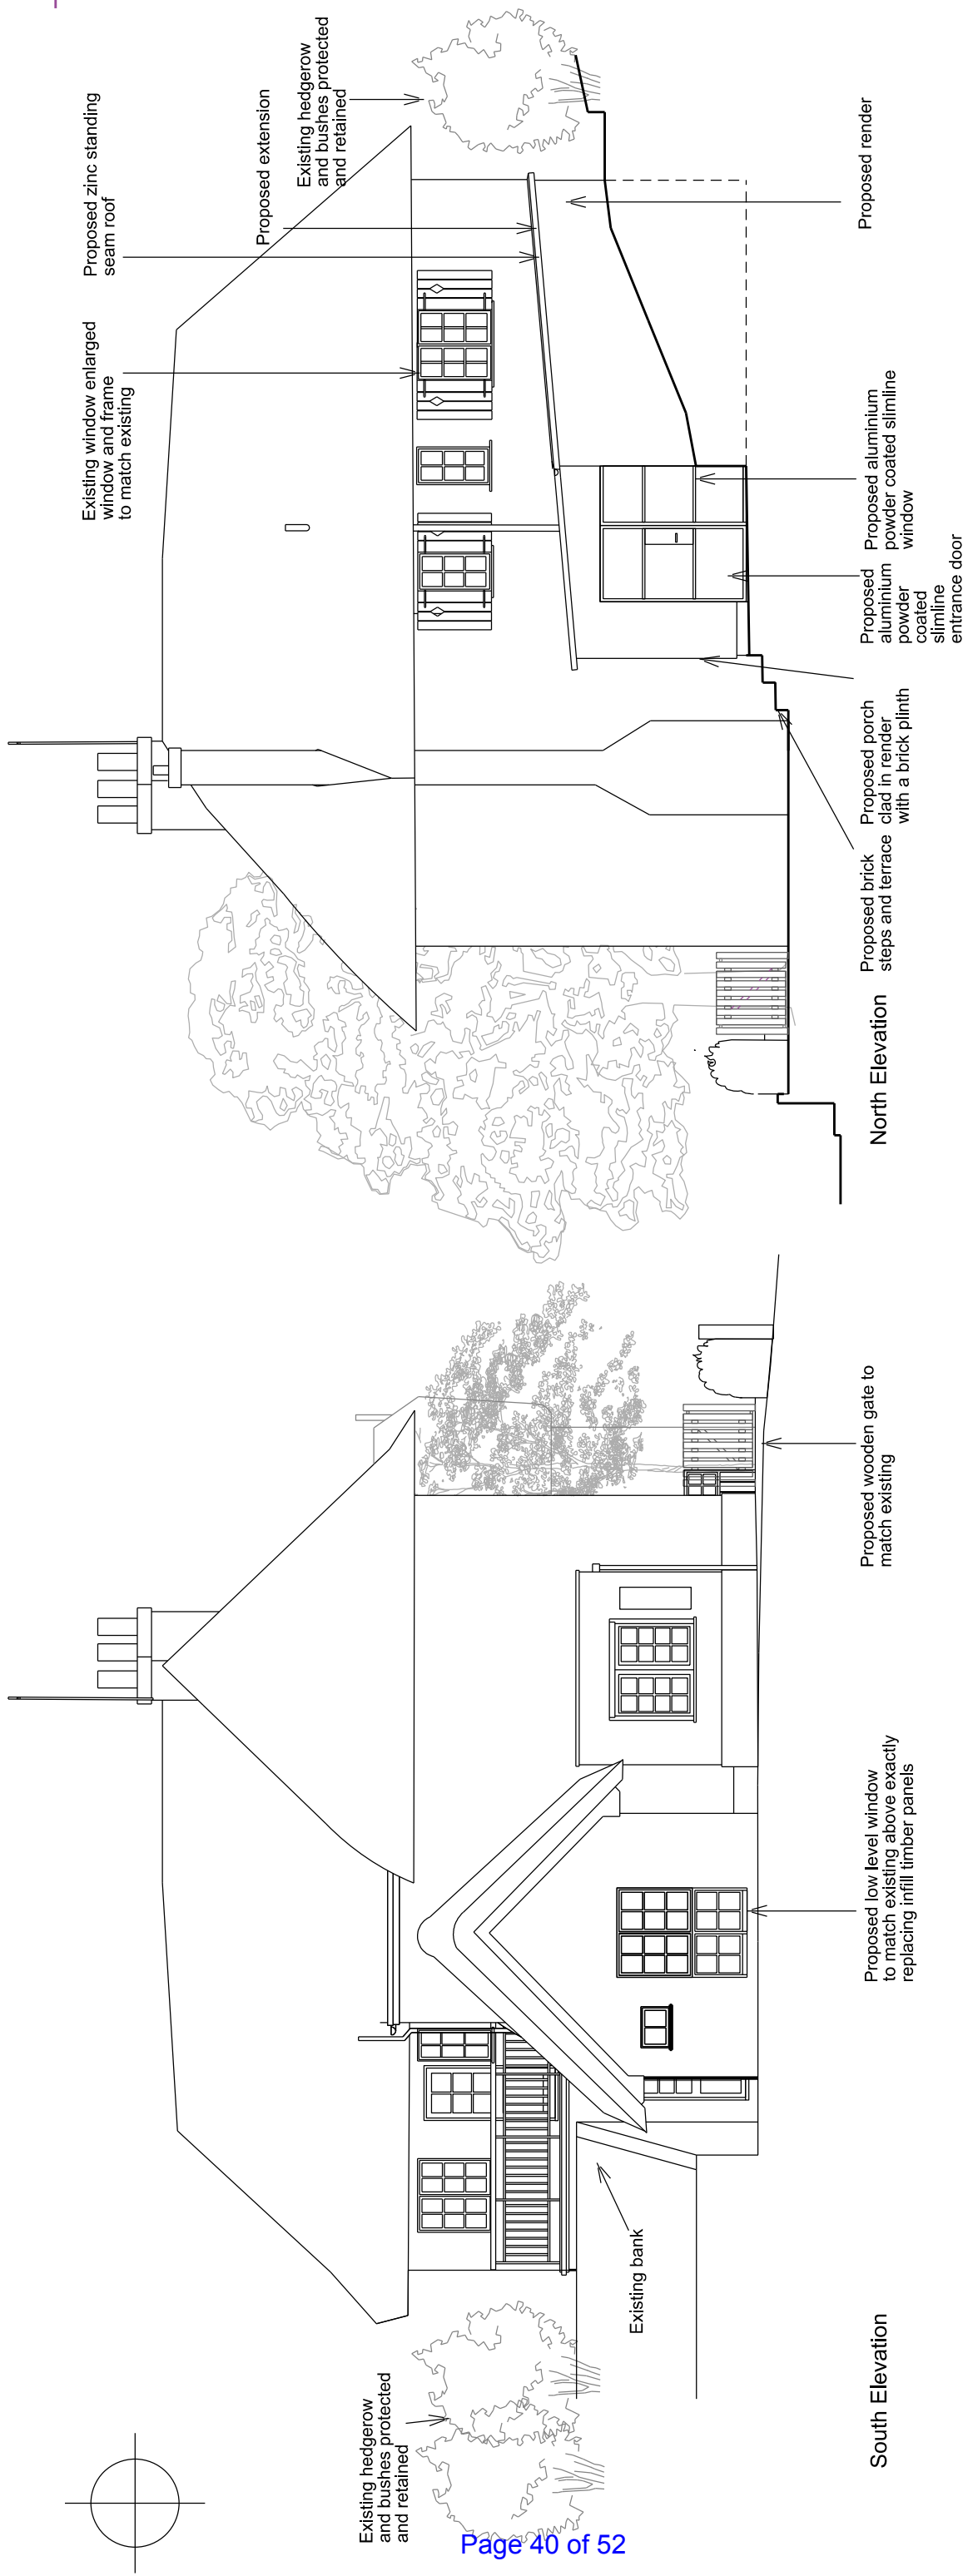 Existing hedgerow
and bushes protected
and retained
Existing bank
Proposed low level window
to match existing above exactly
replacing infill timber panels
Proposed wooden gate to
match existing
South Elevation
Existing window enlarged
window and frame
to match existing
Proposed zinc standing
seam roof
Proposed extension
Existing hedgerow
and bushes protected
and retained
Proposed brick
steps and terrace
Proposed porch
clad in render
with a brick plinth
Proposed
aluminium
powder
coated
slimline
entrance door
Proposed aluminium
powder coated slimline
window
Proposed render
North Elevation
Page 40 of 52